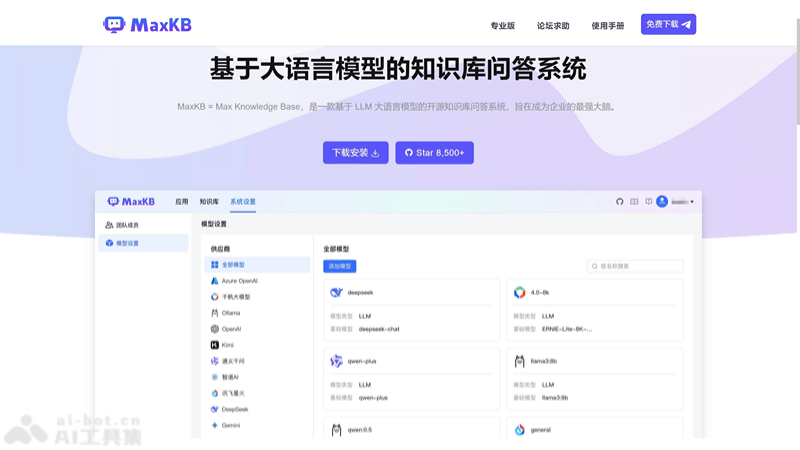 MaxKB
专业版 论坛求助 使用手册 免费下载
基于大语言模型的知识库问答系统
MaxKB = Max Knowledge Base，是一款基于 LLM 大语言模型的开源知识库问答系统，旨在成为企业的最强大脑。
下载安装 Star 8,500+
MaxKB 应用 知识库 系统设置
团队成员
模型设置
模型设置
供应商
全部模型
Azure OpenAI
千帆大模型
Ollama
OpenAI
Kimi
通义千问
智谱AI
讯飞星火
DeepSeek
Gemini
全部模型
添加模型
按名称搜索
deepseek
模型类型 LLM
基础模型 deepseek-chat
4.0-8k
模型类型 LLM
基础模型 ERNIE-Lite-8K-...
qwen-plus
模型类型 LLM
基础模型 qwen-plus
llama3:8b
模型类型 LLM
基础模型 llama3:8b
qwen:0.5
general
ai-bot.cn
AI工具集